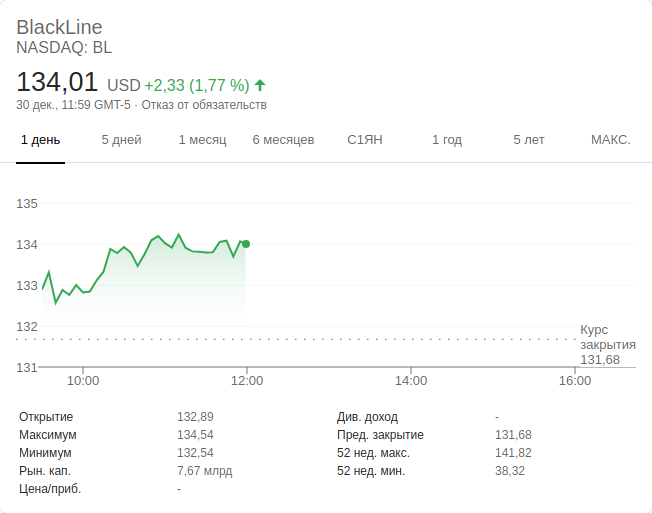 BlackLine
NASDAQ: BL
134,01 USD +2,33 (1,77 %)
30 дек., 11:59 GMT-5 · Отказ от обязательств
1 день 5 дней 1 месяц 6 месяцев С1ЯН 1 год 5 лет МАКС.
135
134
133
132
131
Курс
закрытия
131,68
10:00 12:00 14:00 16:00
Открытие 132,89 Див. доход -
Максимум 134,54 Пред. закрытие 131,68
Минимум 132,54 52 нед. макс. 141,82
Рын. кап. 7,67 млрд 52 нед. мин. 38,32
Цена/приб. -